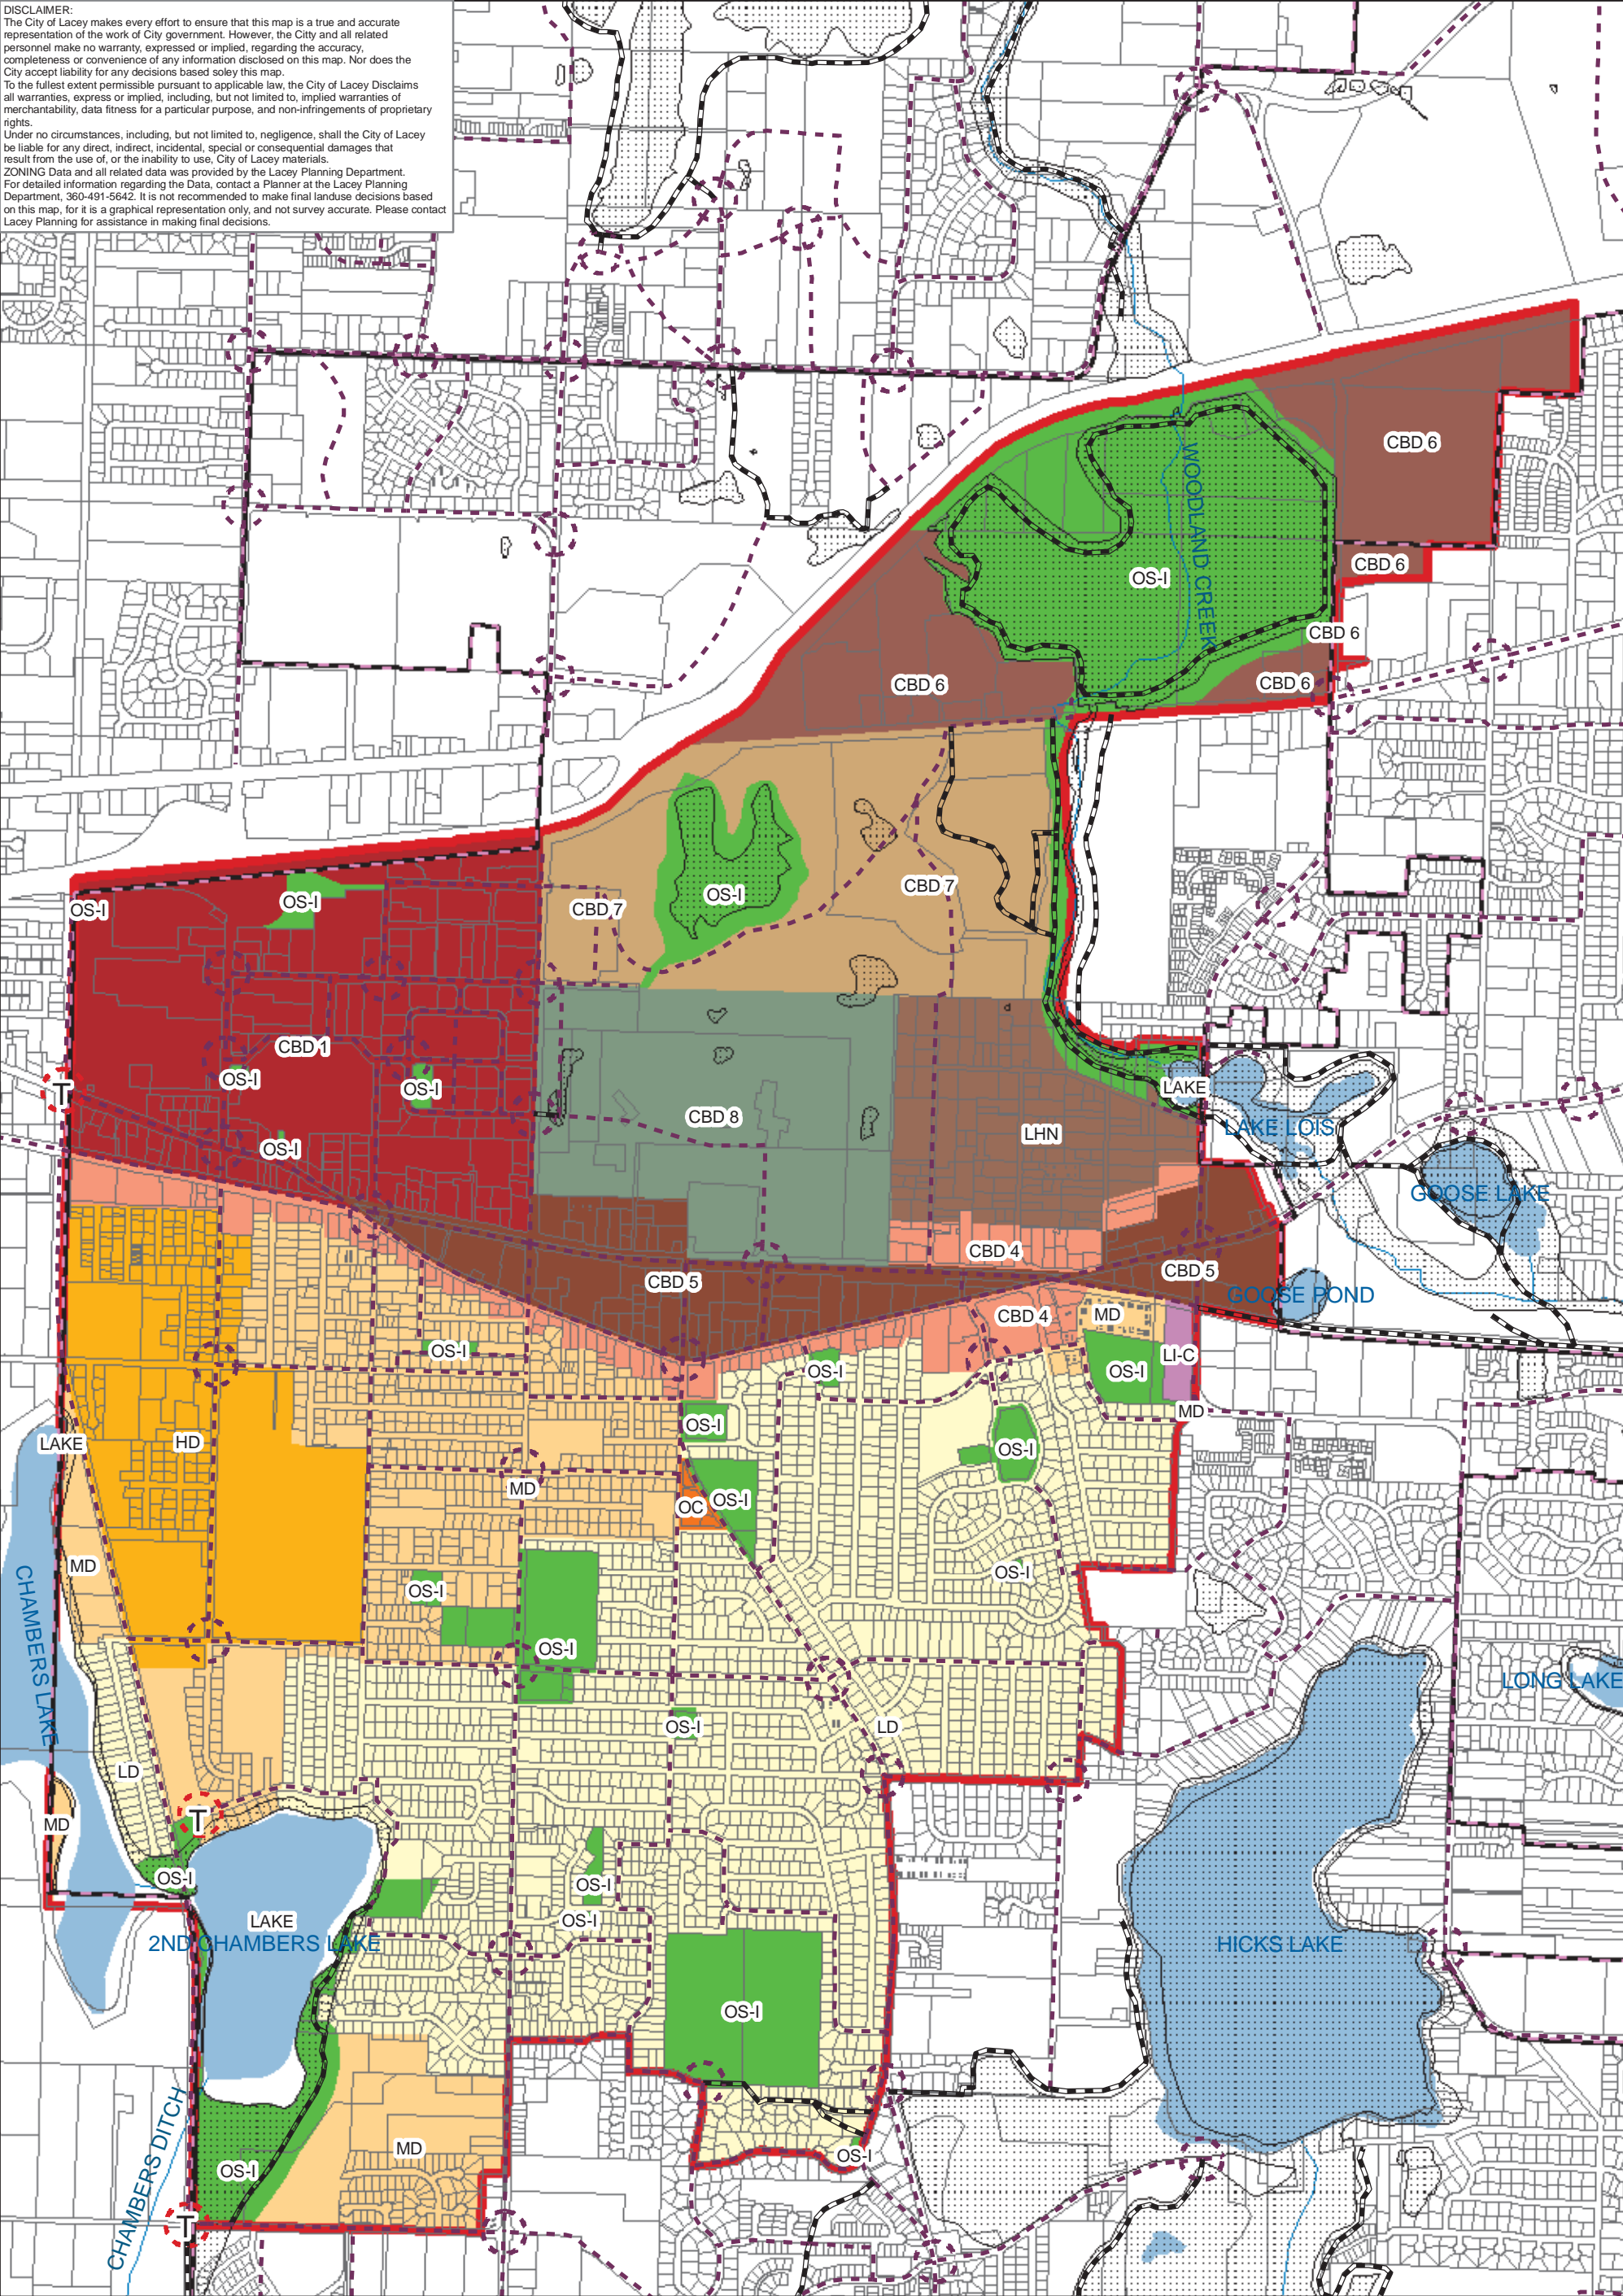 DISCLAIMER:
The City of Lacey makes every effort to ensure that this map is a true and accurate
representation of the work of City government. However, the Citty and all related
personnel make no warranty, expressed or implied, regarding the accuracy,
completeness or convenience of any information disclosed on this map. Nor does the
City accept liability for any decisions based soley this map.
To the fullest extent permissible pursuant to applicable law, the City of Lacey Disclaims
all warranties, express or implied, including, but not limited to, implied warranties of
merchantability, data fitness for a particular purpose, and non-infringements of proprietary
rights.
Under no circumstances, including, but not limited to, negligence, shall the City of Lacey
be liable for any direct, indirect, incidental, special or consequential damages that
result from the use of, or the inability to use, City of Lacey materials.
ZONING Data and all related data was provided by the Lacey Planning Department.
For detailed information regarding the Data, contact a Planner at the Lacey Planning
Department, 360-491-5642. It is not recommended to make final landuse decisions based
on this map, for it is a graphical representation only, and not survey accurate. Please contact
Lacey Planning for assistance in making final decisions.
CBD 6
WOODLAND CREEK
CBD 6
OS-I
CBD 6
CBD 6
CBD 6
CBD 7
OS-I
OS-I
OS-I
CBD 7
CBD 1
OS-I
OS-I
T
LAKE
CBD 8
LAKE LOIS
LHN
OS-I
GOOSE LAKE
CBD 4
CBD 5
CBD 5
GOOSE POND
CBD 4
MD
OS-I
LI-C
OS-I
OS-I
MD
OS-I
LAKE
HD
OS-I
MD
OS-I
OC
MD
OS-I
OS-I
CHAMBERS LAKE
OS-I
LONG LAKE
OS-I
LD
LD
T
MD
OS-I
OS-I
OS-I
LAKE
2ND CHAMBERS LAKE
HICKS LAKE
OS-I
MD
OS-I
OS-I
CHAMBERS DITCH
T